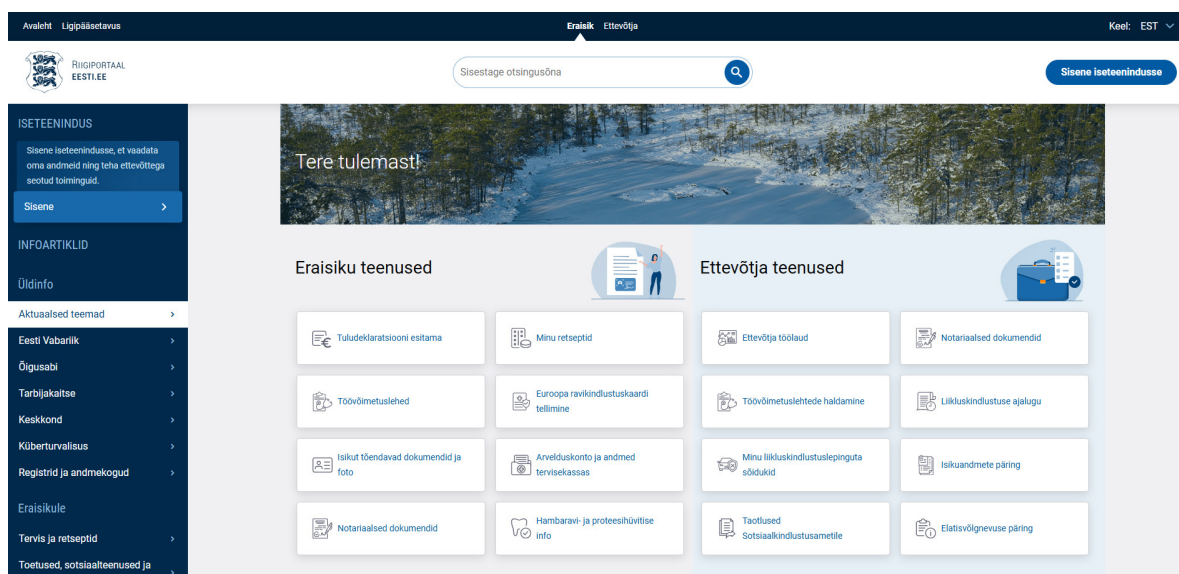 Avaleht Ligipääsetavus
Eraisik Ettevõtja
Keel: EST
RIIGIPORTAAL
EESTI.EE
Sisestage otsingusõna
Sisene iseteenindusse
ISETEENINDUS
Sisene iseteenindusse, et vaadata
oma andmeid ning teha ettevõttega
seotud toiminguid.
Sisene
INFOARTIKLID
Üldinfo
Aktuaalsed teemad
Eesti Vabariik
Õigusabi
Tarbijakaitse
Keskkond
Küberturvalisus
Registrid ja andmekogud
Eraisikule
Tervis ja retseptid
Toetused, sotsiaalteenused ja
Tere tulemast!
Eraisiku teenused
Tuludeklaratsiooni esitama
Minu retseptid
Töövõimetuslehed
Euroopa ravikindlustuskaardi
tellimine
Isikut tõendavad dokumendid ja
foto
Arvelduskonto ja andmed
tervisekassas
Notariaalsed dokumendid
Hambaravi- ja proteesihüvitise
info
Ettevõtja teenused
Ettevõtja töölaud
Notariaalsed dokumendid
Töövõimetuslehtede haldamine
Liikluskindlustuse ajalugu
Minu liikluskindlustuslepinguta
sõidukid
Isikuandmete päring
Taotlused
Sotsiaalkindlustusametile
Elatisvõlgnevuse päring